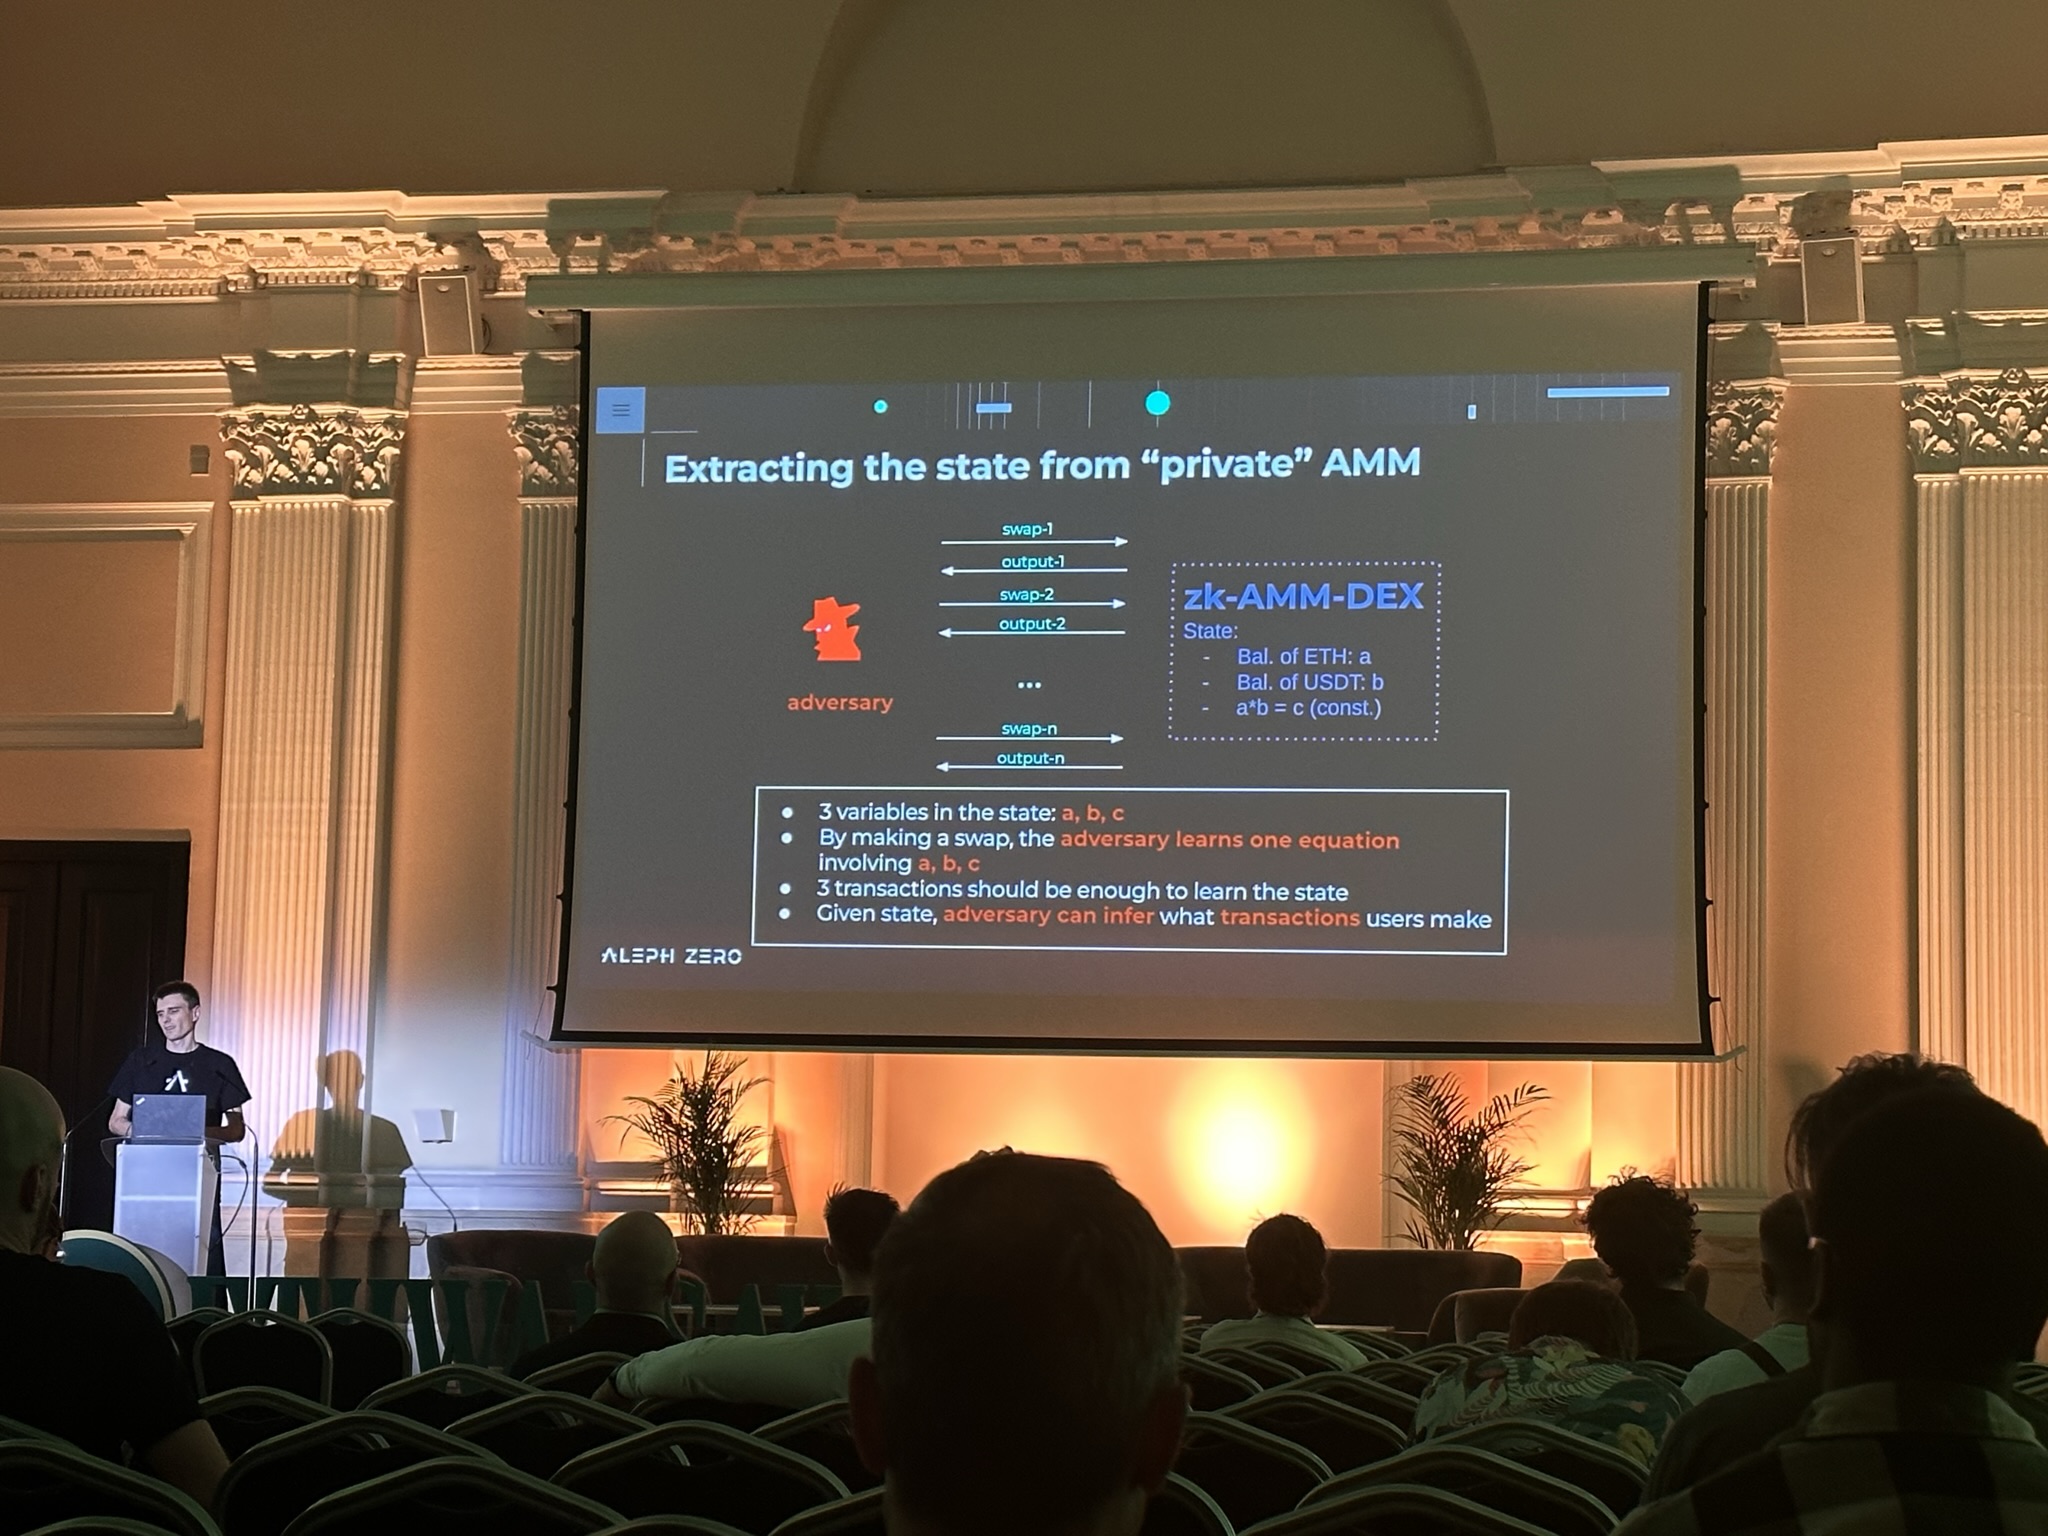 Extracting the state from “private” AMM
swap-1
output-1
swap-2
output-2
...
swap-n
output-n
adversary
zk-AMM-DEX
State:
- Bal. of ETH: a
- Bal. of USDT: b
- a*b = c (const.)
● 3 variables in the state: a, b, c
● By making a swap, the adversary learns one equation
involving a, b, c
● 3 transactions should be enough to learn the state
● Given state, adversary can infer what transactions users make
ALEPH ZERO